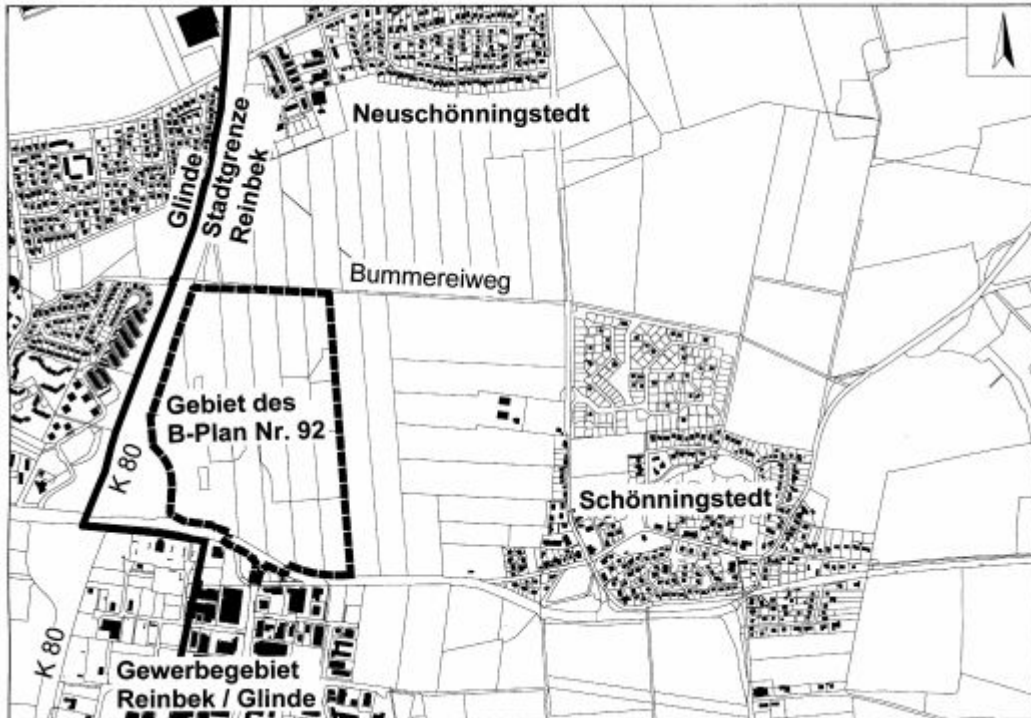 Neuschönningstedt
Glinde
Stadtgrenze
Reinbek
Bummereiweg
Gebiet des
B-Plan Nr. 92
K 80
Schönningstedt
K 80
Gewerbegebiet
Reinbek / Glinde